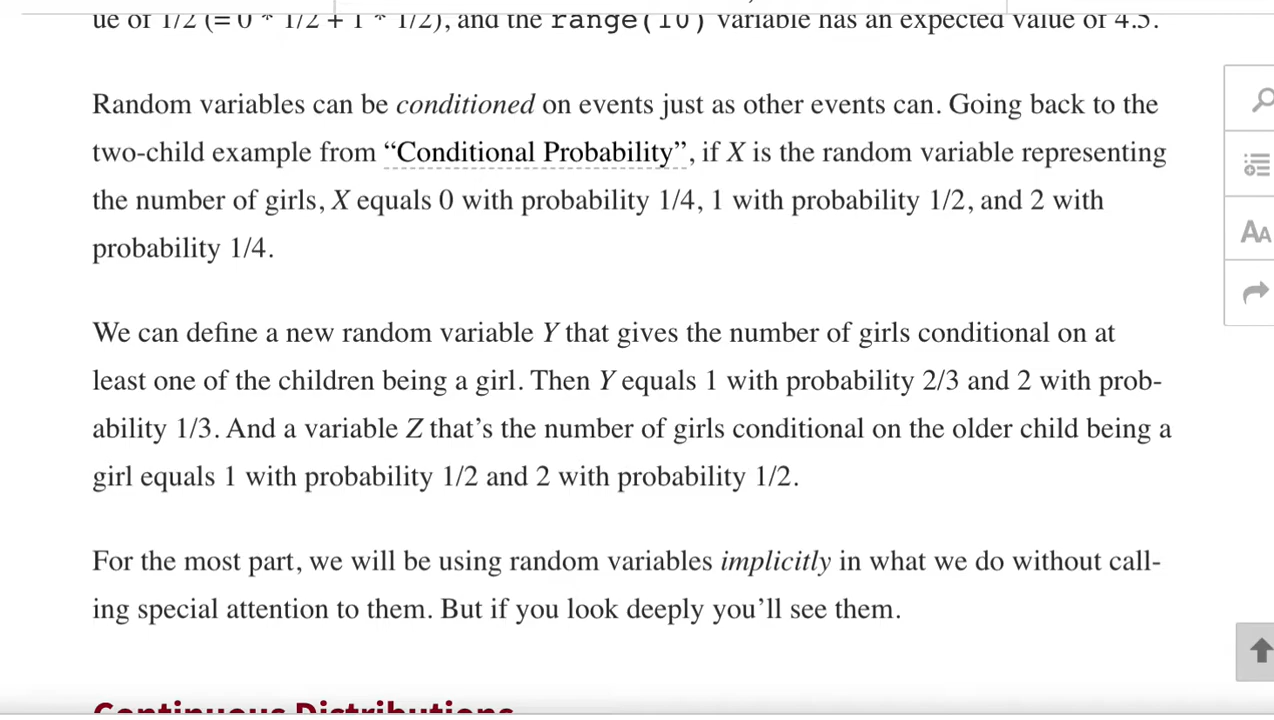 ue of 1/2 (= 0 * 1/2 + 1 * 1/2), and the range(10) variable has an expected value of 4.5.
Random variables can be conditioned on events just as other events can. Going back to the
two-child example from “Conditional Probability”, if X is the random variable representing
the number of girls, X equals 0 with probability 1/4, 1 with probability 1/2, and 2 with
probability 1/4.
We can define a new random variable Y that gives the number of girls conditional on at
least one of the children being a girl. Then Y equals 1 with probability 2/3 and 2 with prob-
ability 1/3. And a variable Z that’s the number of girls conditional on the older child being a
girl equals 1 with probability 1/2 and 2 with probability 1/2.
For the most part, we will be using random variables implicitly in what we do without call-
ing special attention to them. But if you look deeply you’ll see them.
Continuous Distributions
AA